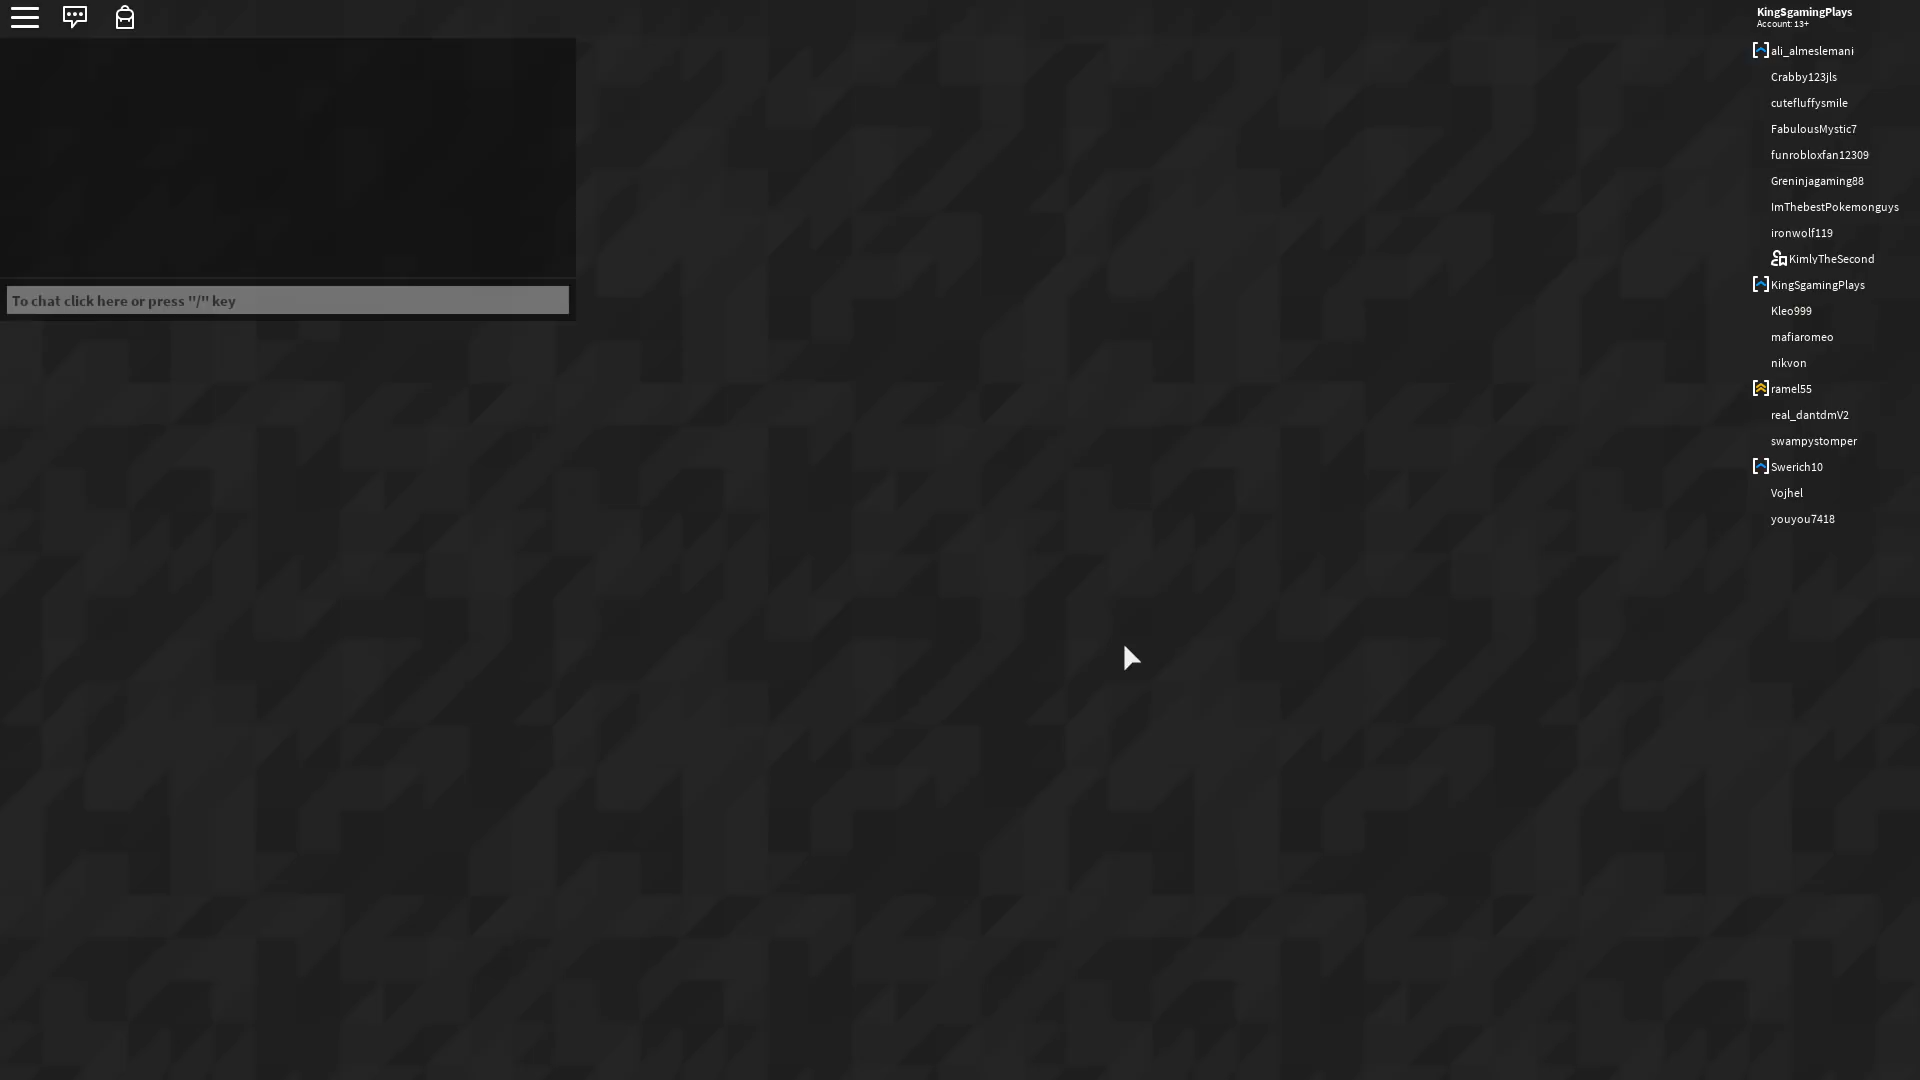 KingSgamingPlays
Account: 13+
ali_almeslemani
Crabby123jls
cutefluffysmile
FabulousMystic7
funrobloxfan12309
Greninjagaming88
ImThebestPokemonguys
ironwolf119
KimlyTheSecond
KingSgamingPlays
Kleo999
mafiaromeo
nikvon
ramel55
real_dantdmV2
swampystomper
Swerich10
Vojhel
youyou7418
To chat click here or press "/" key